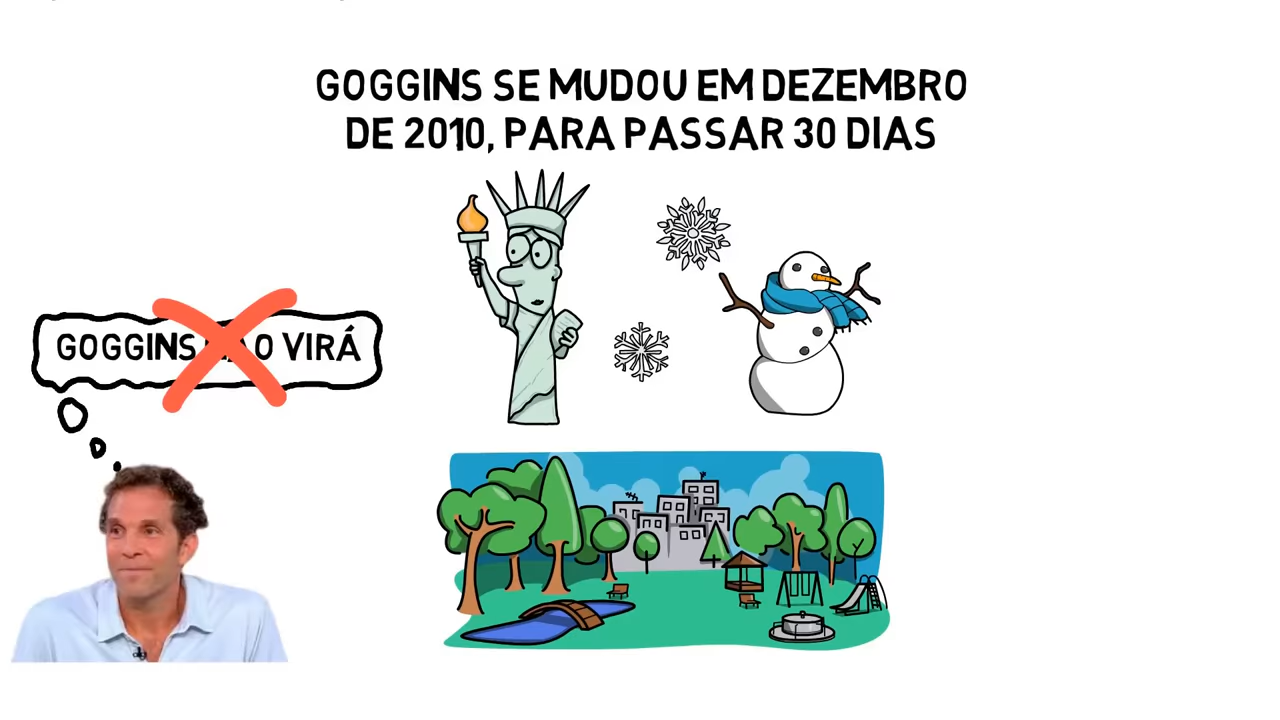 GOGGINS SE MUDOU EM DEZEMBRO
DE 2010, PARA PASSAR 30 DIAS
GOGGINS VIRÁ